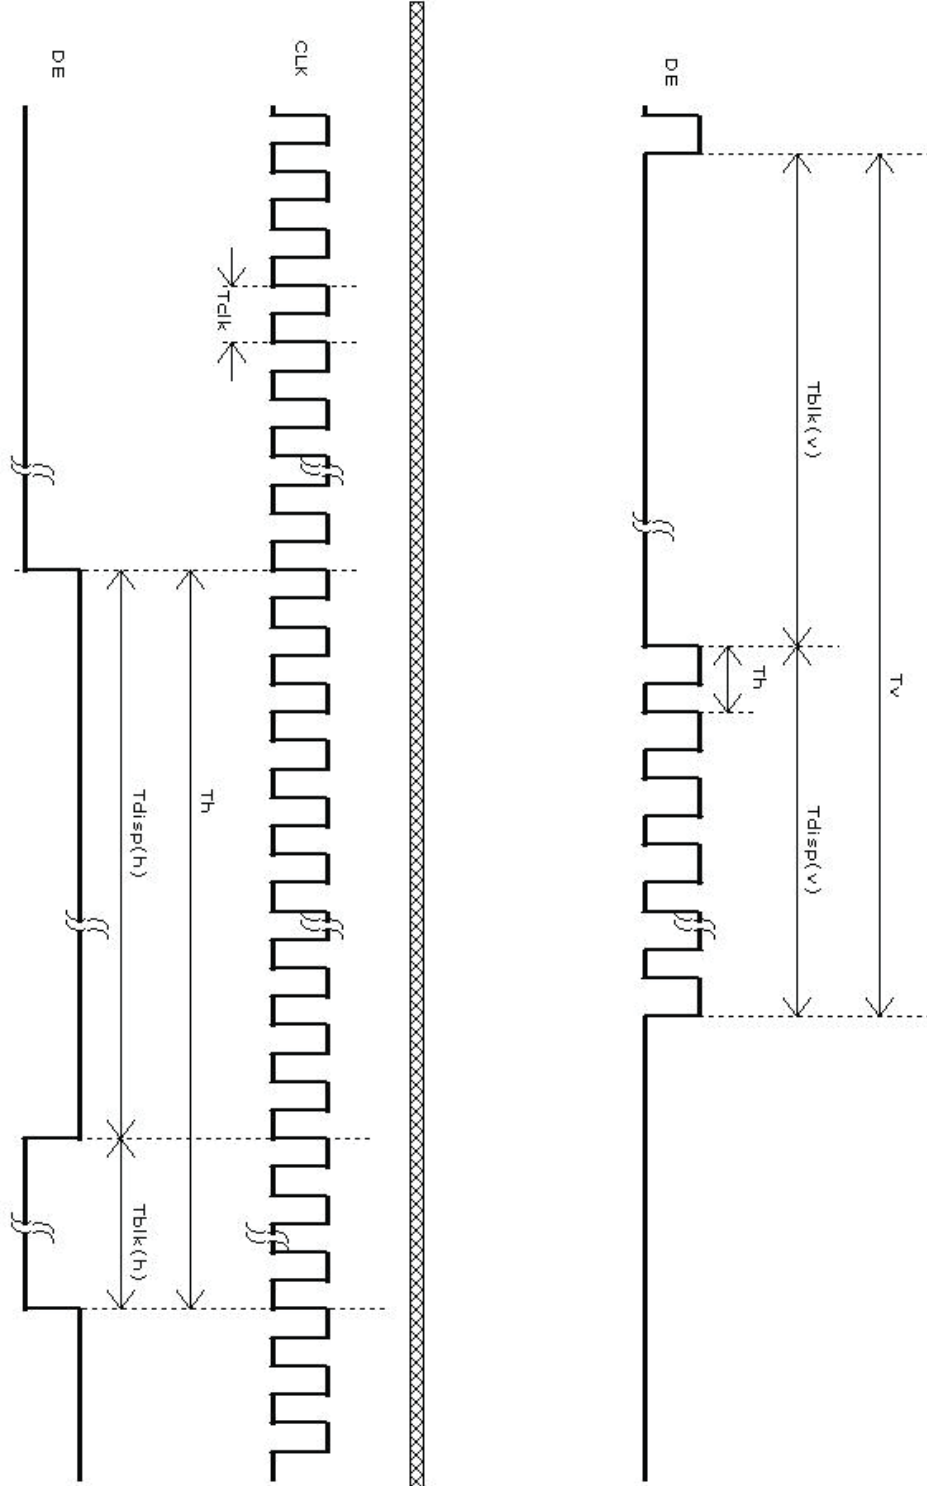 DE
Tv
Tblk(v)
Tdisp(v)
Th
CLK
Tclk
Th
DE
Tdisp(h)
Tblk(h)